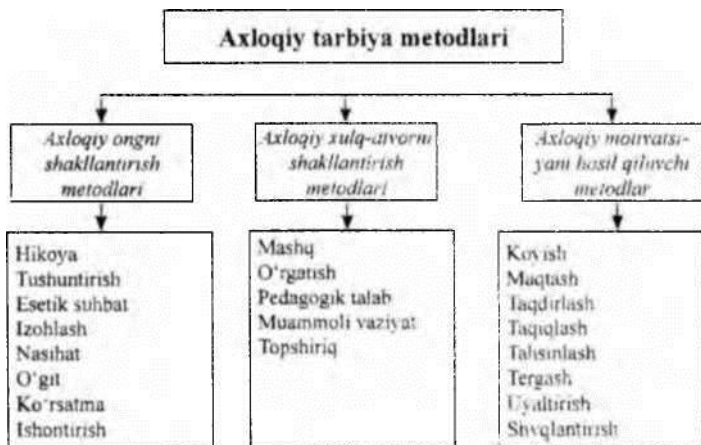 Axloqiy tarbiya metodlari
Axloqiy ongni
shakllantirish
metodlari
Axloqiy xulq-atvorni
shakllantirish
metodlari
Axloqiy motivatsi-
yani hosil qiluvchi
metodlar
Hikoya
Tushuntirish
Esetik suhbat
Izohlash
Nasihat
O‘git
Ko‘rsatma
Ishontirish
Mashq
O‘rgatish
Pedagogik talab
Muammoli vaziyat
Topshiriq
Koyish
Maqtash
Taqdirlash
Taqiqlash
Tahsinlash
Tergash
Uyaltirish
Shvqlantirish